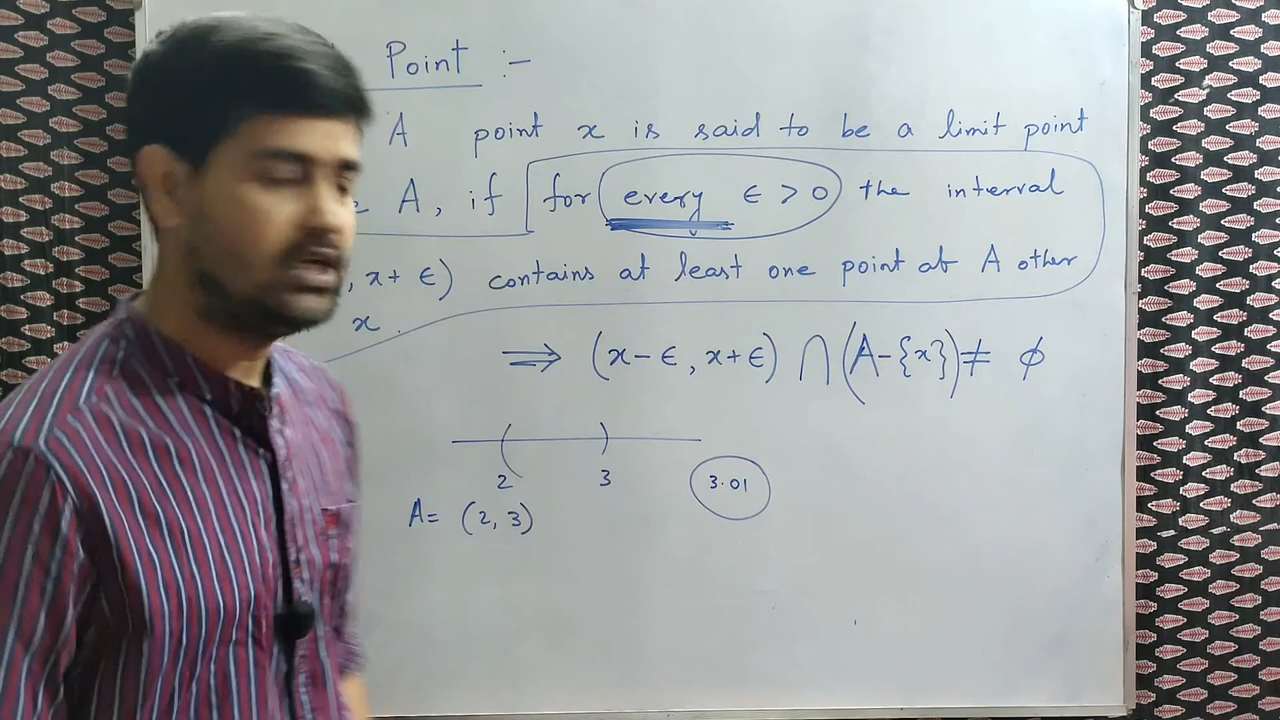 Point :-
A point x is said to be a limit point
A, if for every ϵ > 0 the interval
, x + ϵ) contains at least one point of A other
x.
⟹ (x - ϵ, x + ϵ) ⋂ (A - {x}) ≠ ϕ
2 3 3.01
A = (2, 3)